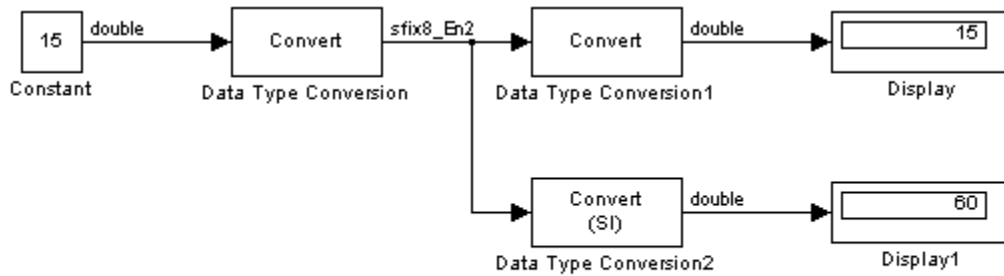 15
double
Convert
sfix8_En2
Convert
double
15
Constant
Data Type Conversion
Data Type Conversion1
Display
Convert
(SI)
double
60
Data Type Conversion2
Display1